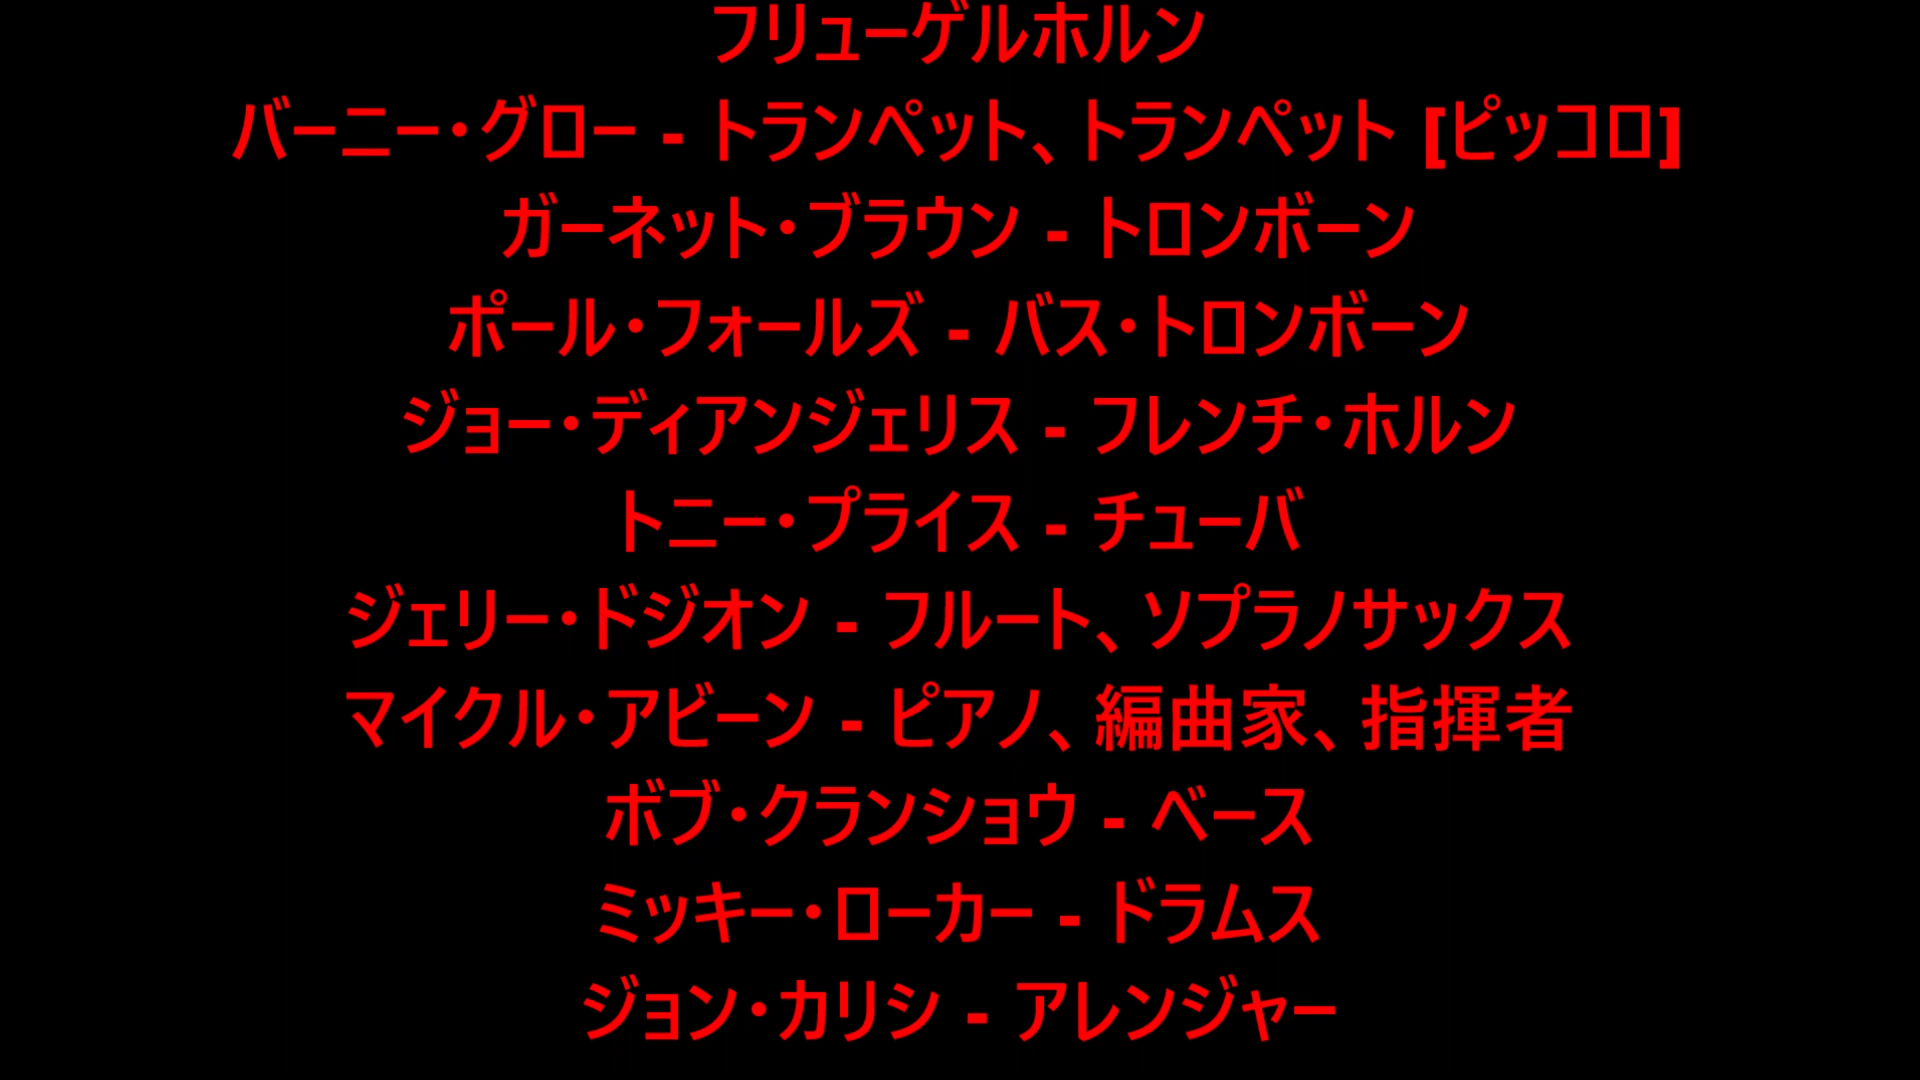 フリューゲルホルン
バーニー・グロー - トランペット、トランペット [ピッコロ]
ガーネット・ブラウン - トロンボーン
ポール・フォールズ - バス・トロンボーン
ジョー・ディアンジェリス - フレンチ・ホルン
トニー・プライス - チューバ
ジェリー・ドジオン - フルート、ソプラノサックス
マイクル・アビーン - ピアノ、編曲家、指揮者
ボブ・クランショウ - ベース
ミッキー・ローカー - ドラムス
ジョン・カリシ - アレンジャー